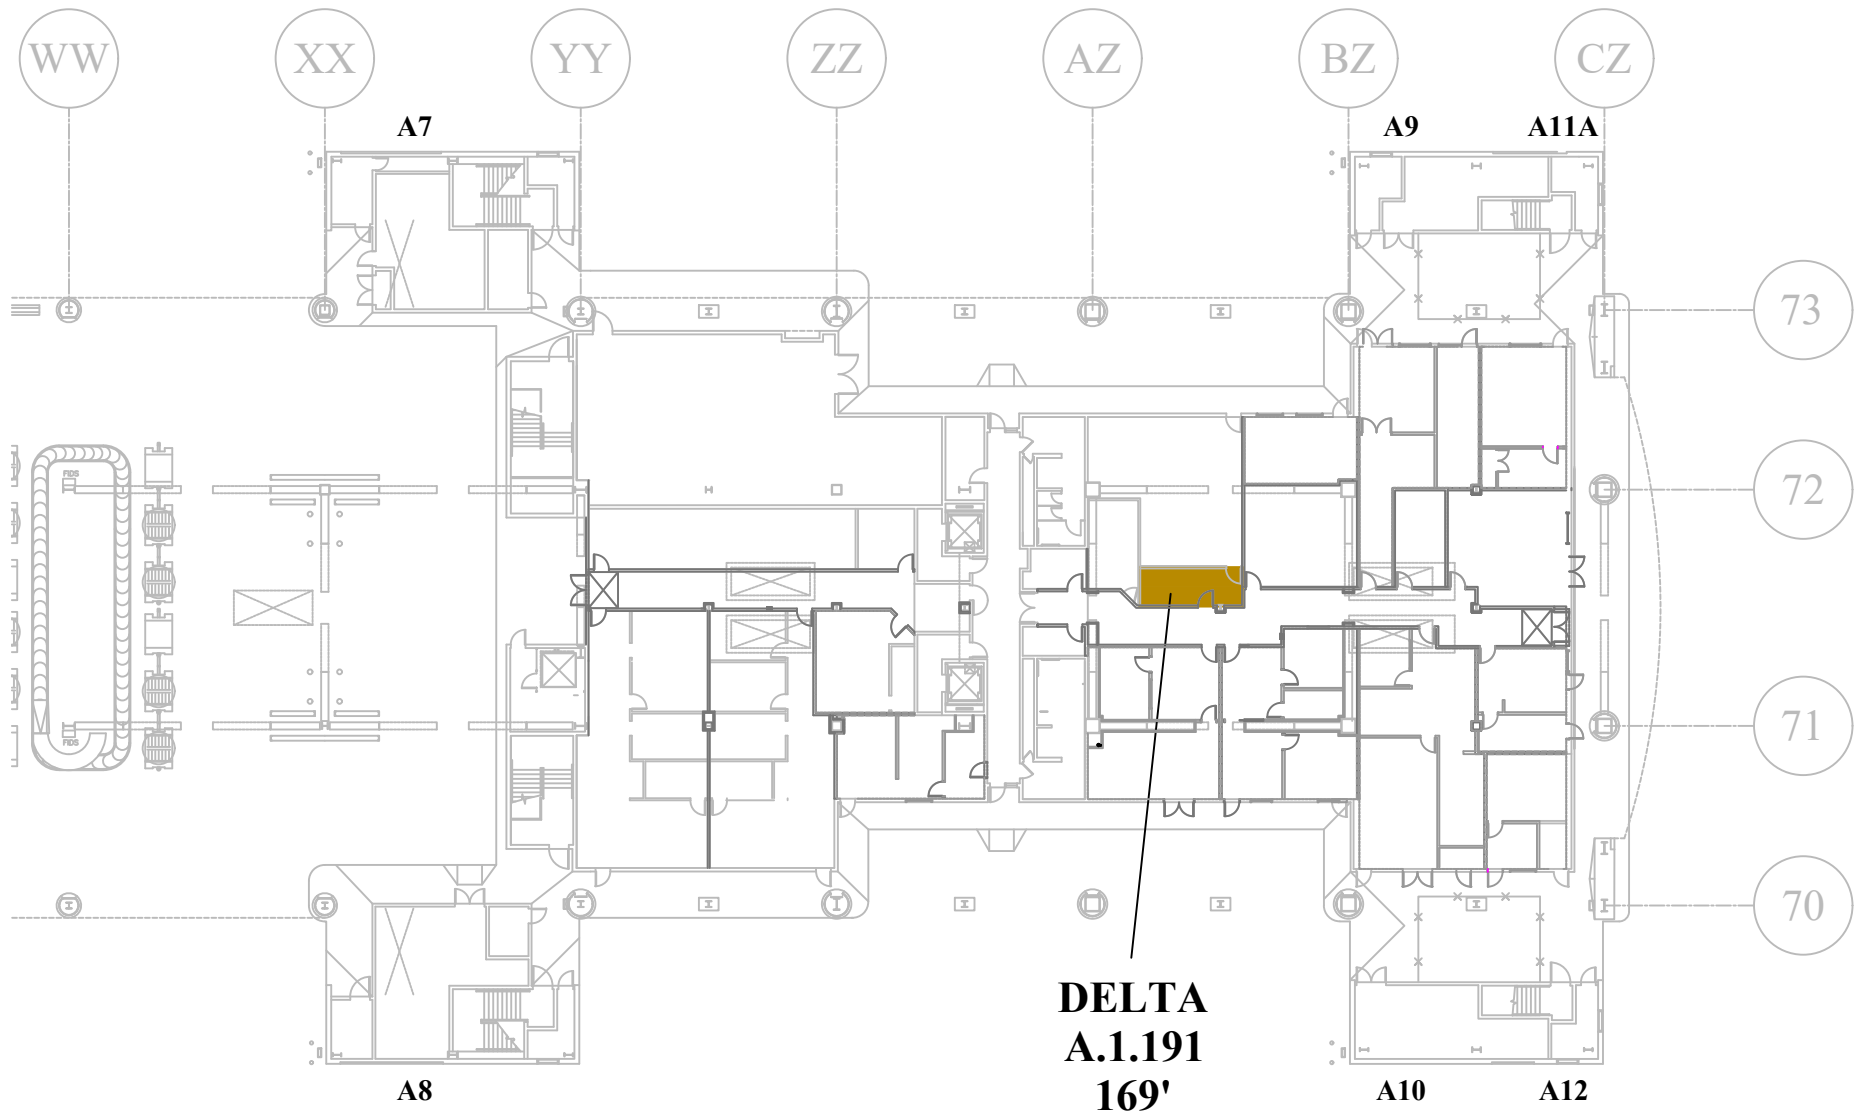 WW XX YY ZZ AZ BZ CZ
A7 A9 A11A
73
FIDS
72
71
FIDS
70
DELTA
A.1.191
169'
A8 A10 A12